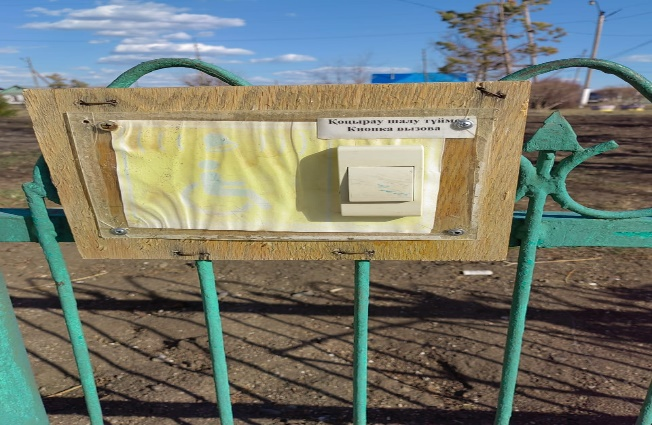 Қоңырау шалу түймесі
Кнопка вызова